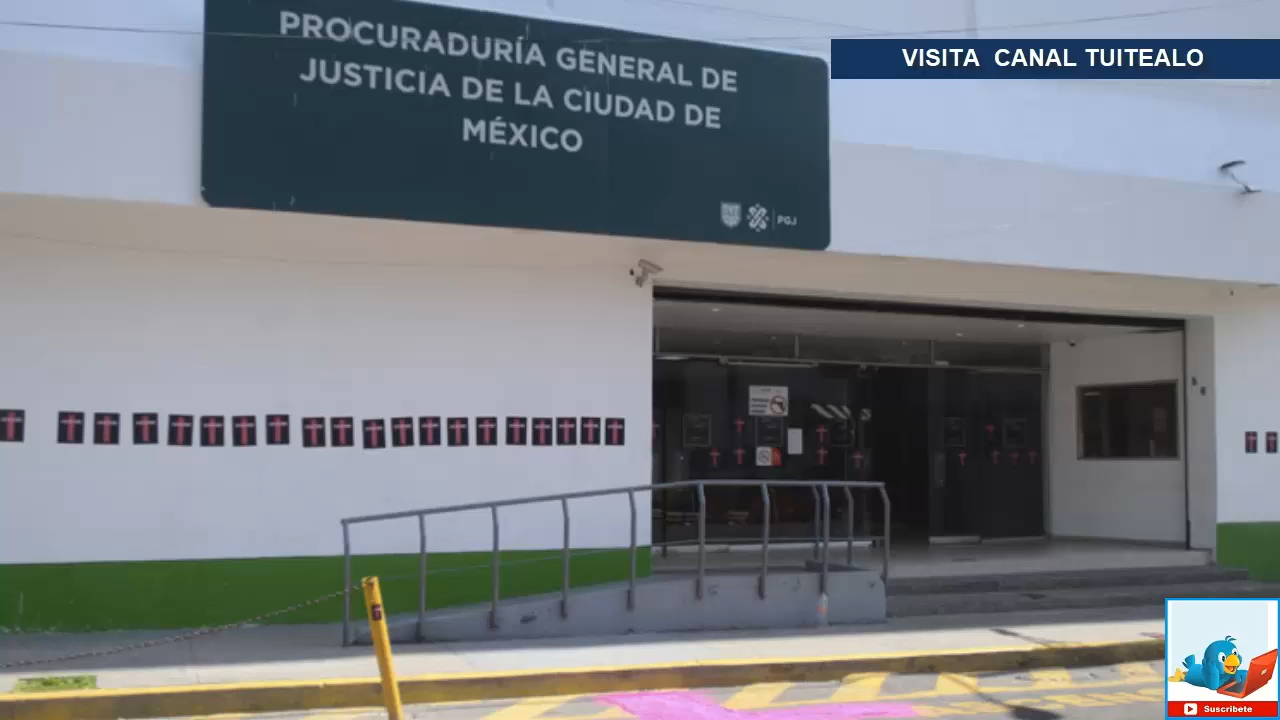 PROCURADURÍA GENERAL DE
JUSTICIA DE LA CIUDAD DE
MÉXICO
PGJ
VISITA CANAL TUITEALO
Suscribete